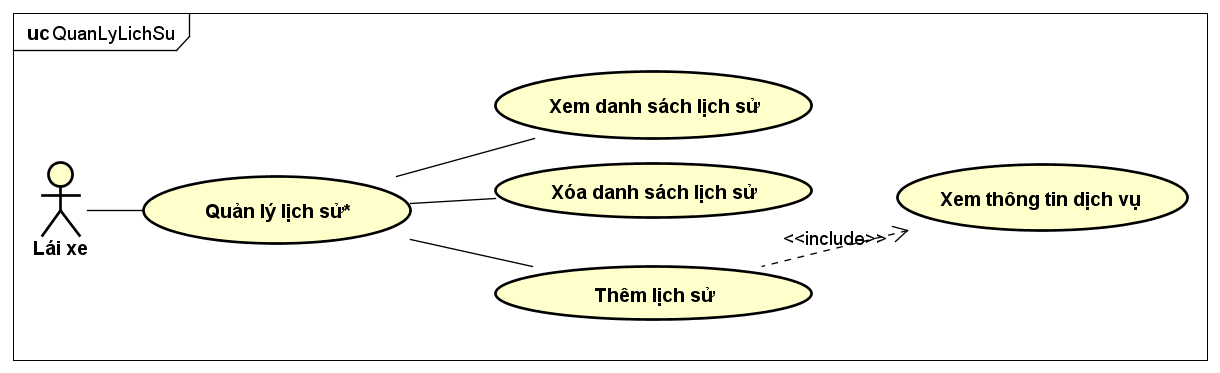 uc QuanLyLichSu
Xem danh sách lịch sử
Xóa danh sách lịch sử
Xem thông tin dịch vụ
Quản lý lịch sử*
<<include>>
Lái xe
Thêm lịch sử